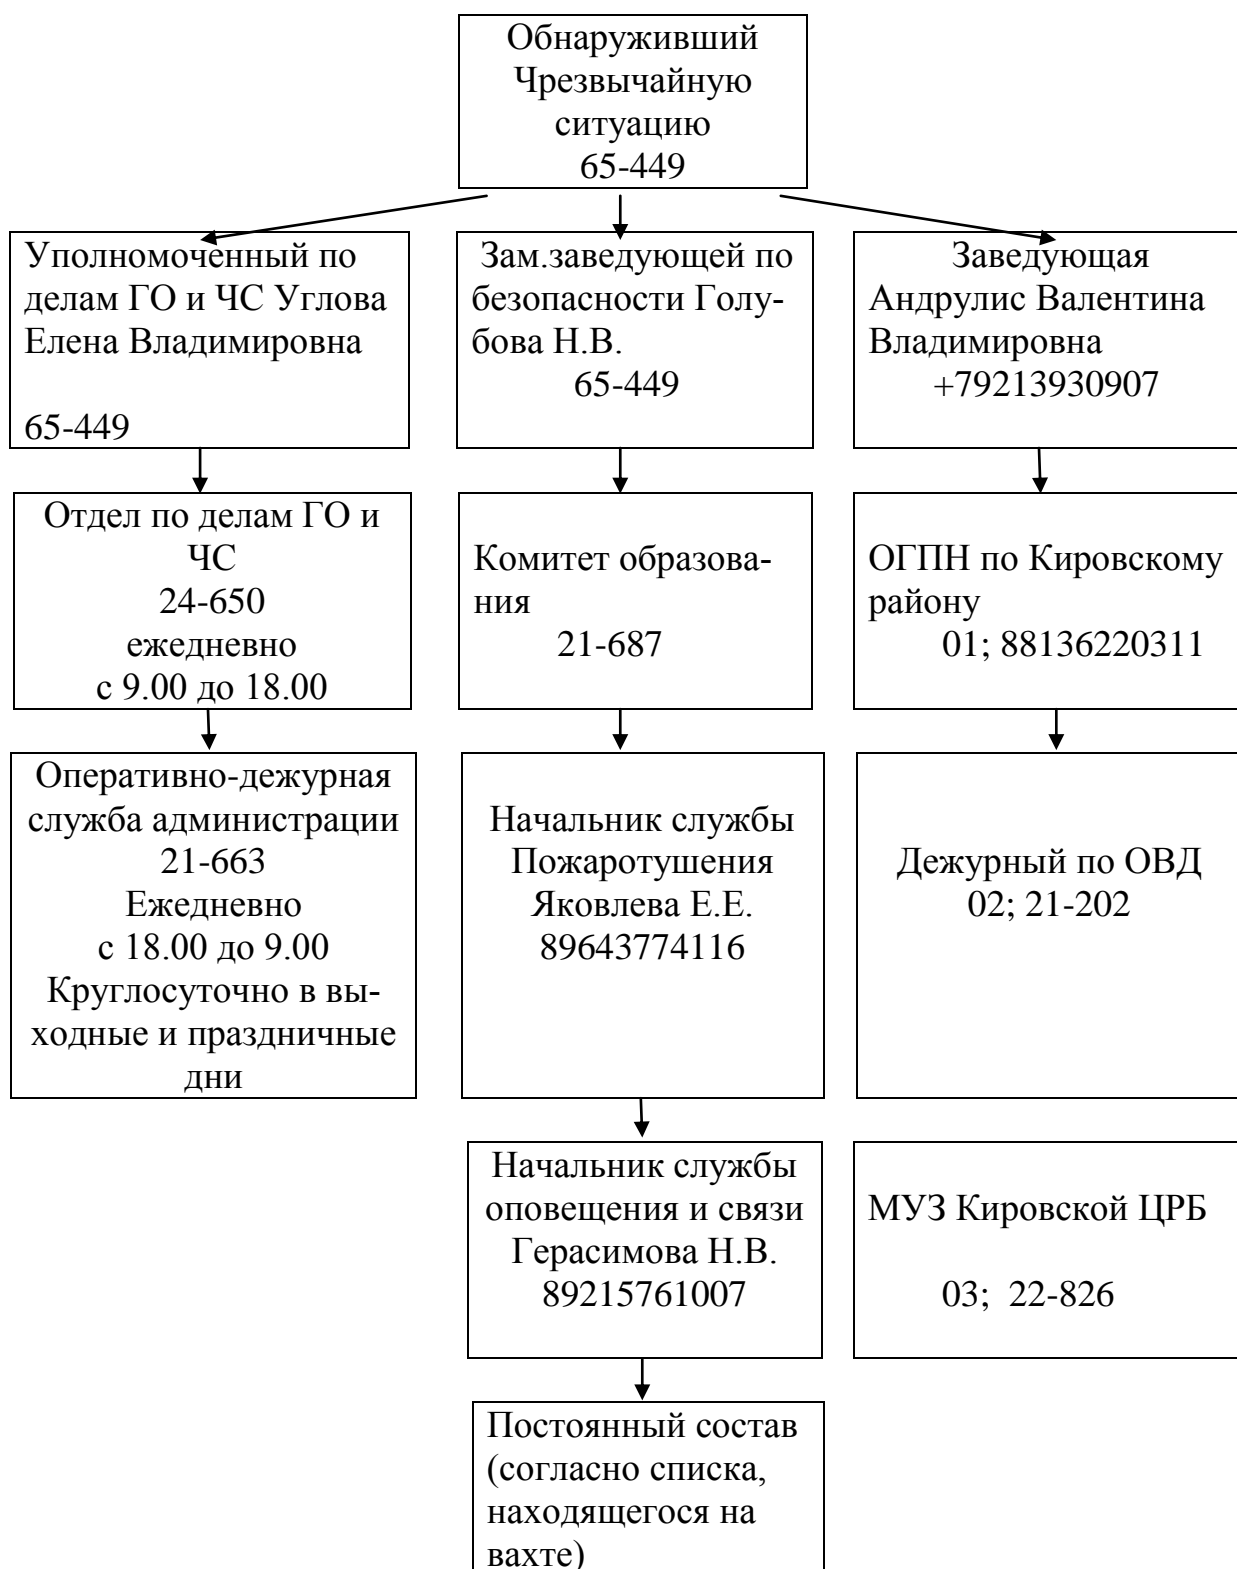 Обнаруживший
Чрезвычайную
ситуацию
65-449
Уполномоченный по
делам ГО и ЧС Углова
Елена Владимировна
65-449
Зам.заведующей по
безопасности Голу-
бова Н.В.
65-449
Заведующая
Андрулис Валентина
Владимировна
+79213930907
Отдел по делам ГО и
ЧС
24-650
ежедневно
с 9.00 до 18.00
Комитет образова-
ния
21-687
ОГПН по Кировскому
району
01; 88136220311
Оперативно-дежурная
служба администрации
21-663
Ежедневно
с 18.00 до 9.00
Круглосуточно в вы-
ходные и праздничные
дни
Начальник службы
Пожаротушения
Яковлева Е.Е.
89643774116
Дежурный по ОВД
02; 21-202
Начальник службы
оповещения и связи
Герасимова Н.В.
89215761007
МУЗ Кировской ЦРБ
03; 22-826
Постоянный состав
(согласно списка,
находящегося на
вахте)